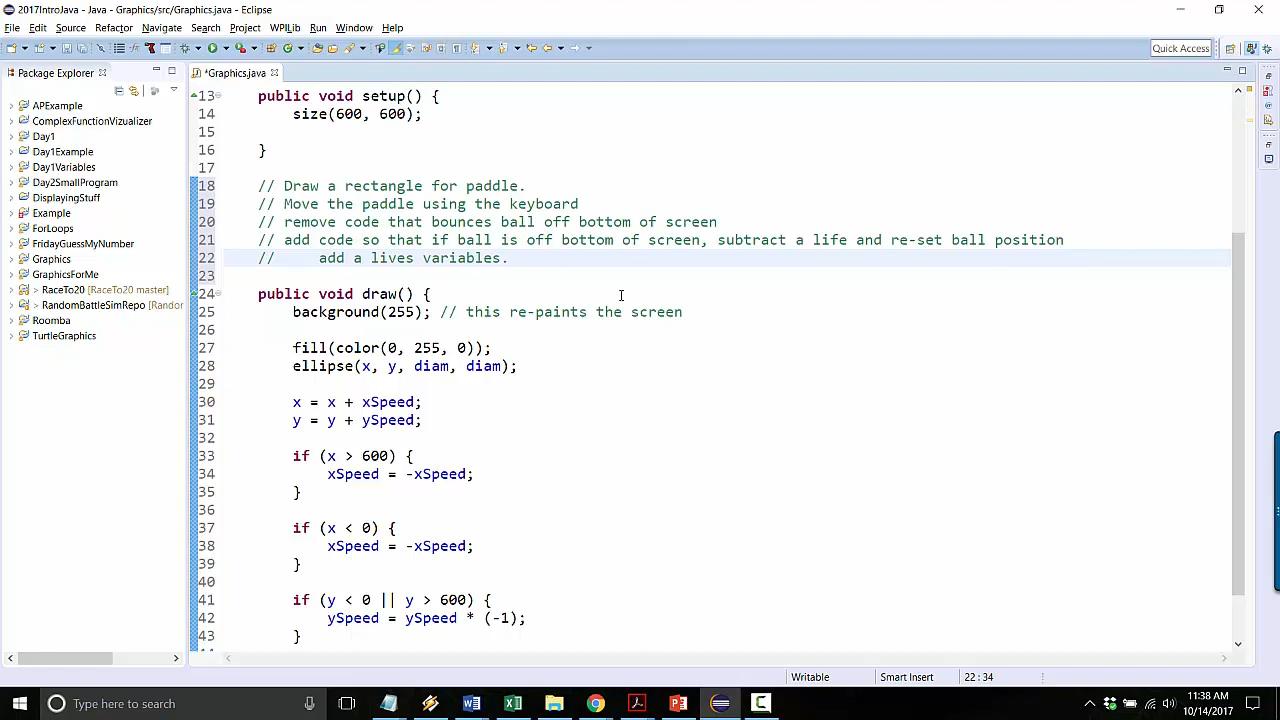 2017IntroJava - Java - Graphics/src/Graphics.java - Eclipse
File Edit Source Refactor Navigate Search Project WPILib Run Window Help
Quick Access
Package Explorer
*Graphics.java
APExample
ComplexFunctionVizualizer
Day1
Day1Example
Day1Variables
Day2SmallProgram
DisplayingStuff
Example
ForLoops
FridayGuessMyNumber
Graphics
GraphicsForMe
> RaceTo20 [RaceTo20 master]
> RandomBattleSimRepo [Randor
Roomba
TurtleGraphics
13 public void setup() {
14 size(600, 600);
15
16 }
17
18 // Draw a rectangle for paddle.
19 // Move the paddle using the keyboard
20 // remove code that bounces ball off bottom of screen
21 // add code so that if ball is off bottom of screen, subtract a life and re-set ball position
22 // add a lives variables.
23
24 public void draw() {
25 background(255); // this re-paints the screen
26
27 fill(color(0, 255, 0));
28 ellipse(x, y, diam, diam);
29
30 x = x + xSpeed;
31 y = y + ySpeed;
32
33 if (x > 600) {
34 xSpeed = -xSpeed;
35 }
36
37 if (x < 0) {
38 xSpeed = -xSpeed;
39 }
40
41 if (y < 0 || y > 600) {
42 ySpeed = ySpeed * (-1);
43 }
Writable
Smart Insert
22 : 34
Type here to search
11:38 AM
10/14/2017